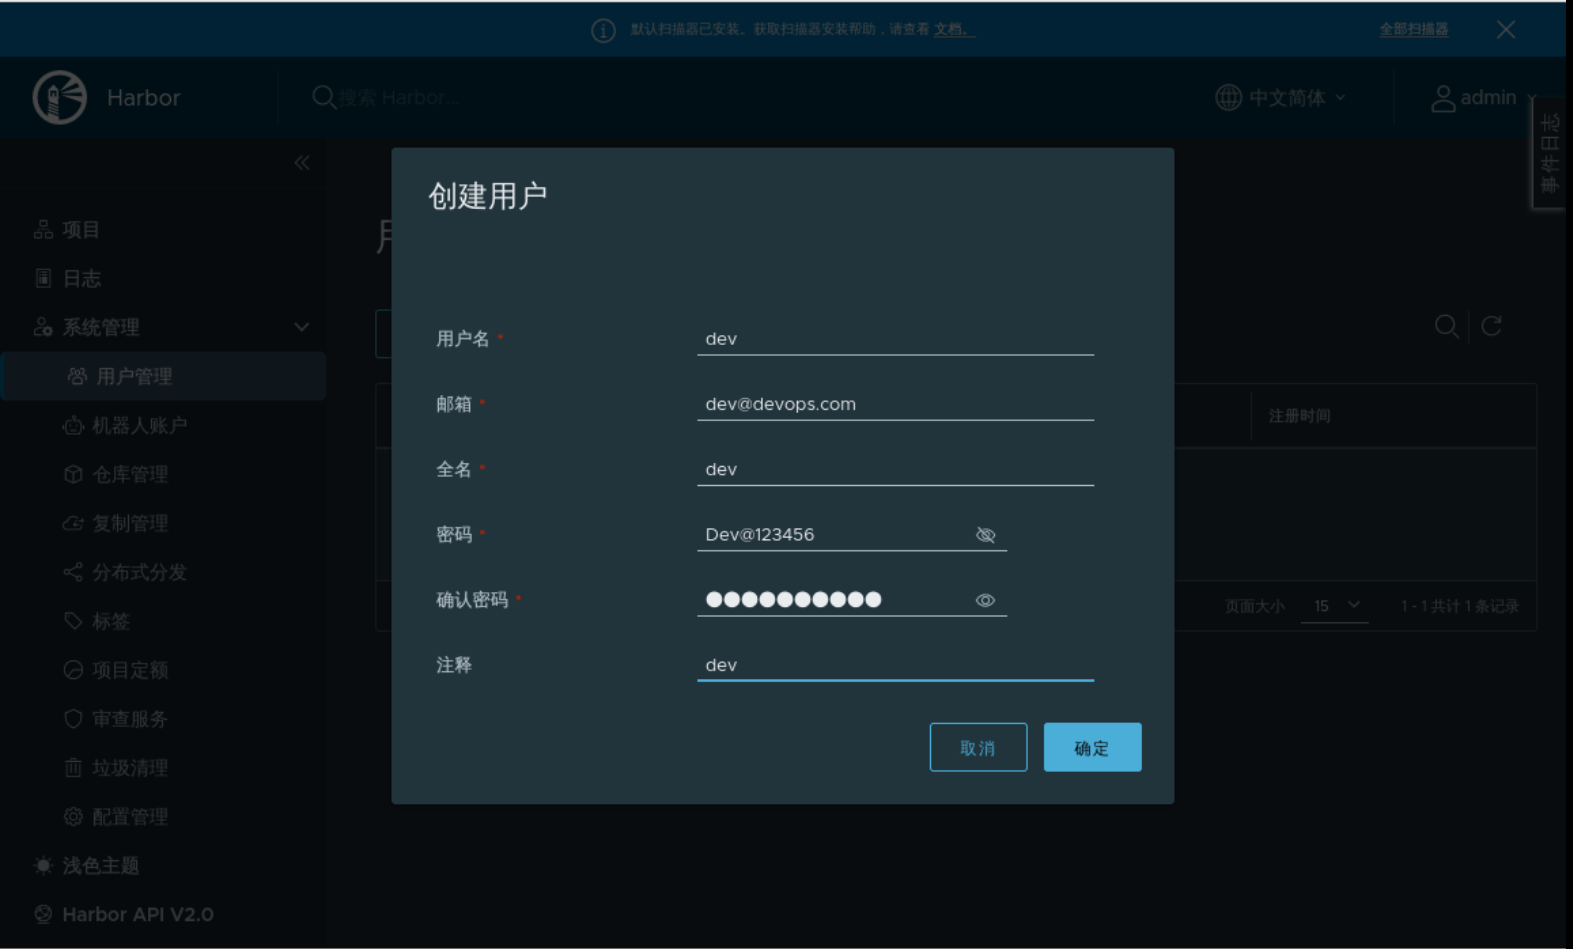 默认扫描器已安装。获取扫描器安装帮助，请查看 文档。 全部扫描器
Harbor 搜索 Harbor... 中文简体 admin
事件日志
创建用户
项目
日志
系统管理
用户管理
机器人账户
仓库管理
复制管理
分布式分发
标签
项目定额
审查服务
垃圾清理
配置管理
浅色主题
Harbor API V2.0
用户名 * dev
邮箱 * dev@devops.com
全名 * dev
密码 * Dev@123456
确认密码 * ●●●●●●●●●●
注释 dev
取消 确定
注册时间
页面大小 15 1 - 1 共计 1 条记录